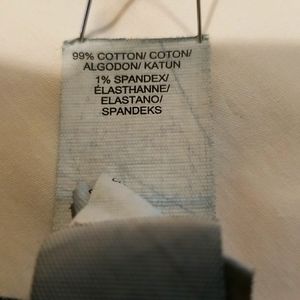 99% COTTON/ COTON/
ALGODON/ KATUN
1% SPANDEX/
ÉLASTHANNE/
ELASTANO/
SPANDEKS